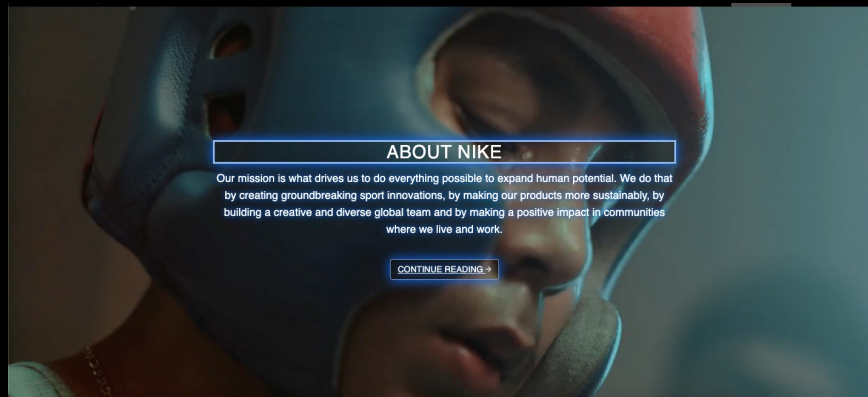 ABOUT NIKE
Our mission is what drives us to do everything possible to expand human potential. We do that
by creating groundbreaking sport innovations, by making our products more sustainably, by
building a creative and diverse global team and by making a positive impact in communities
where we live and work.
CONTINUE READING →